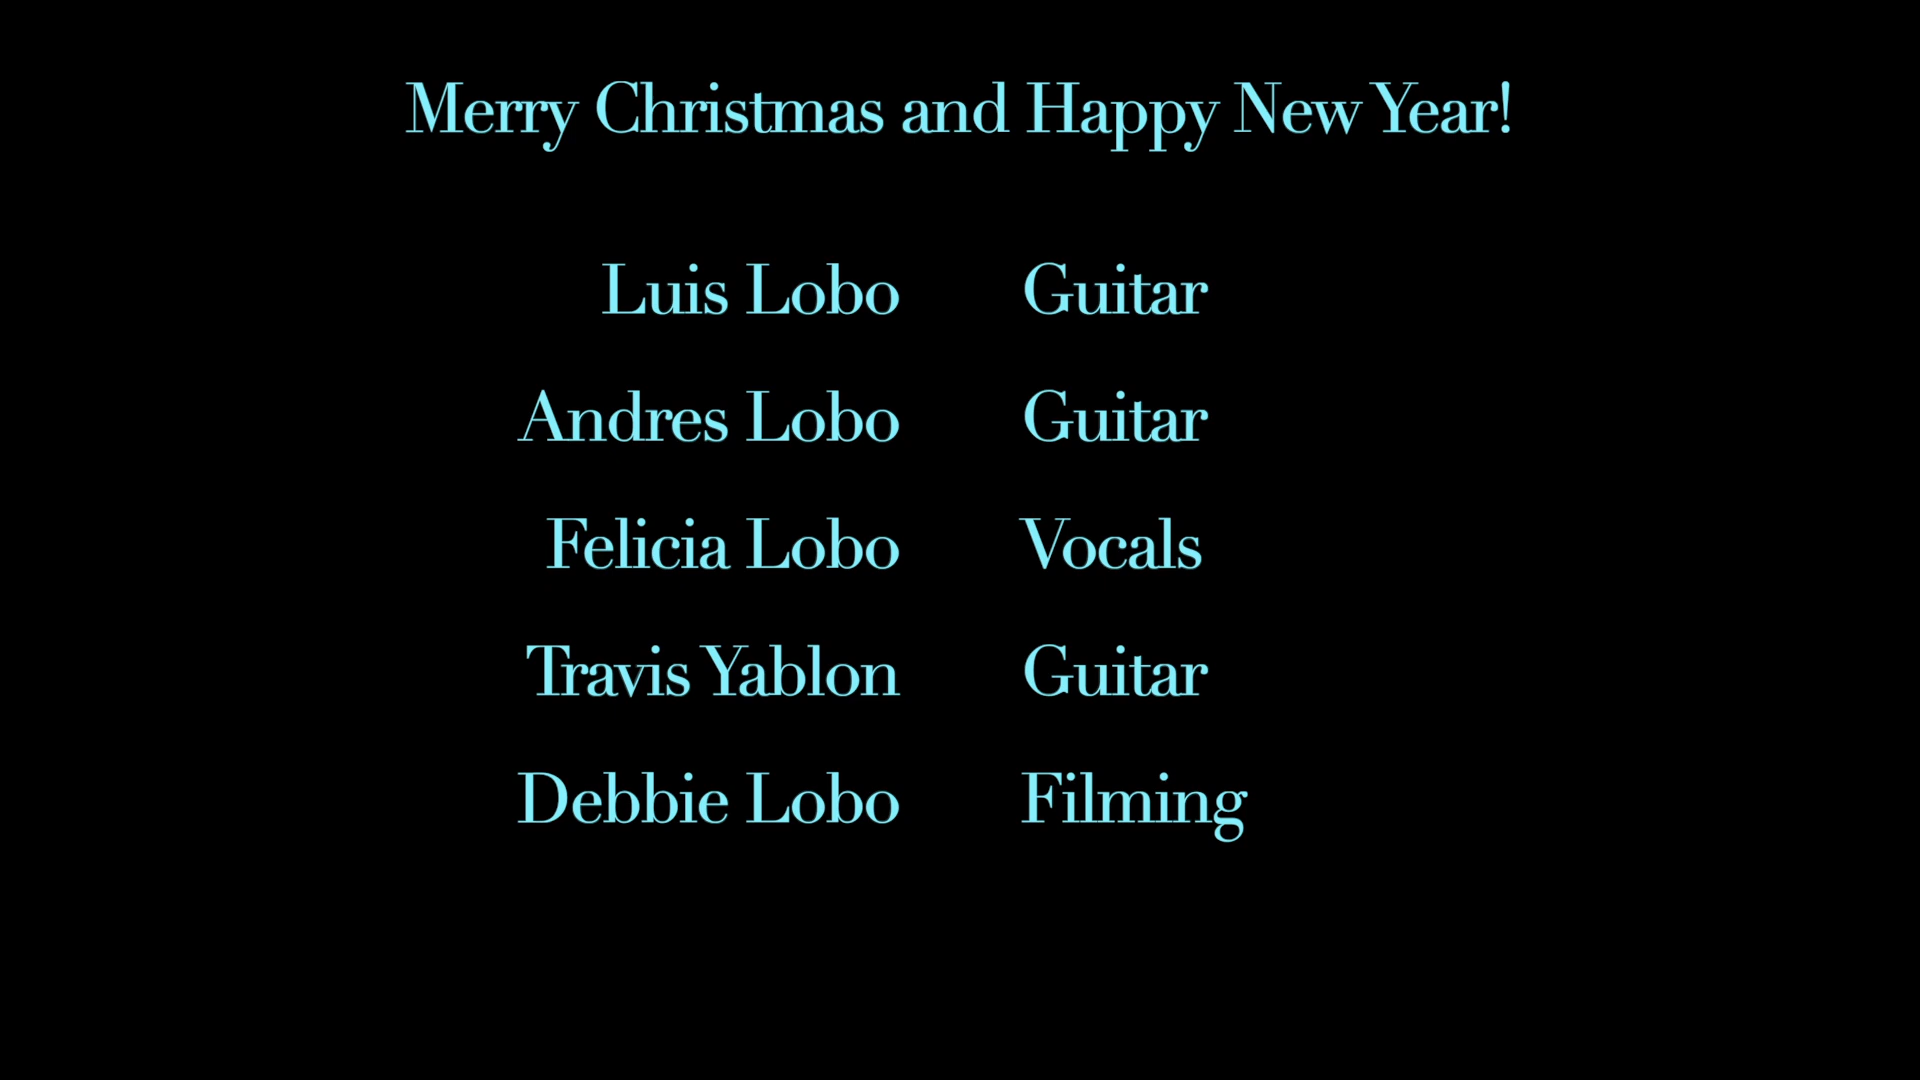 Merry Christmas and Happy New Year!
Luis Lobo Guitar
Andres Lobo Guitar
Felicia Lobo Vocals
Travis Yablon Guitar
Debbie Lobo Filming